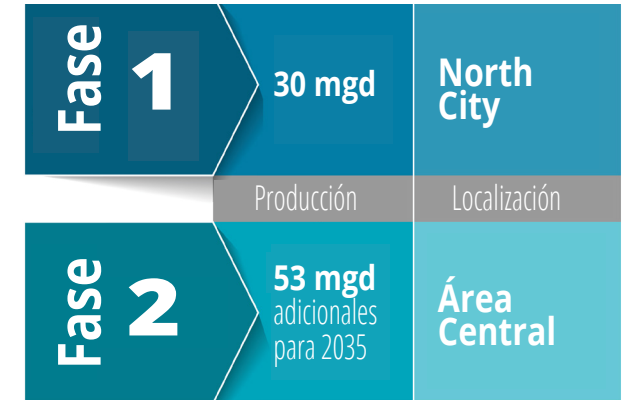 Fase 1
30 mgd
North
City
Producción
Localización
Fase 2
53 mgd
adicionales
para 2035
Área
Central